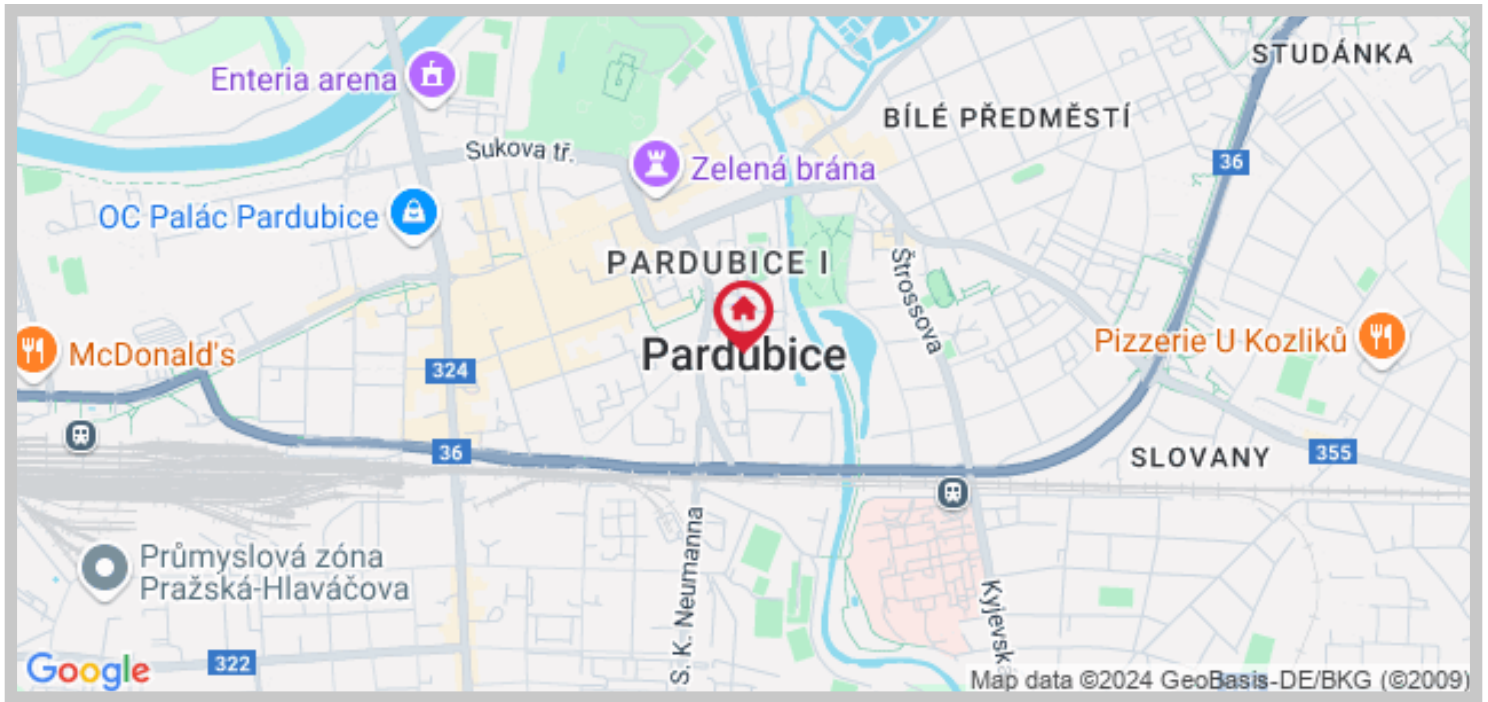 STUDÁNKA
Enteria arena
BÍLÉ PŘEDMĚSTÍ
Sukova tř.
36
Zelená brána
OC Palác Pardubice
PARDUBICE I
Štrossova
Pizzerie U Kozliků
McDonald's
Pardubice
324
36
SLOVANY
355
Průmyslová zóna
Pražská-Hlaváčova
S. K. Neumanna
Kyjevská
Google
322
Map data ©2024 GeoBasis-DE/BKG (©2009)